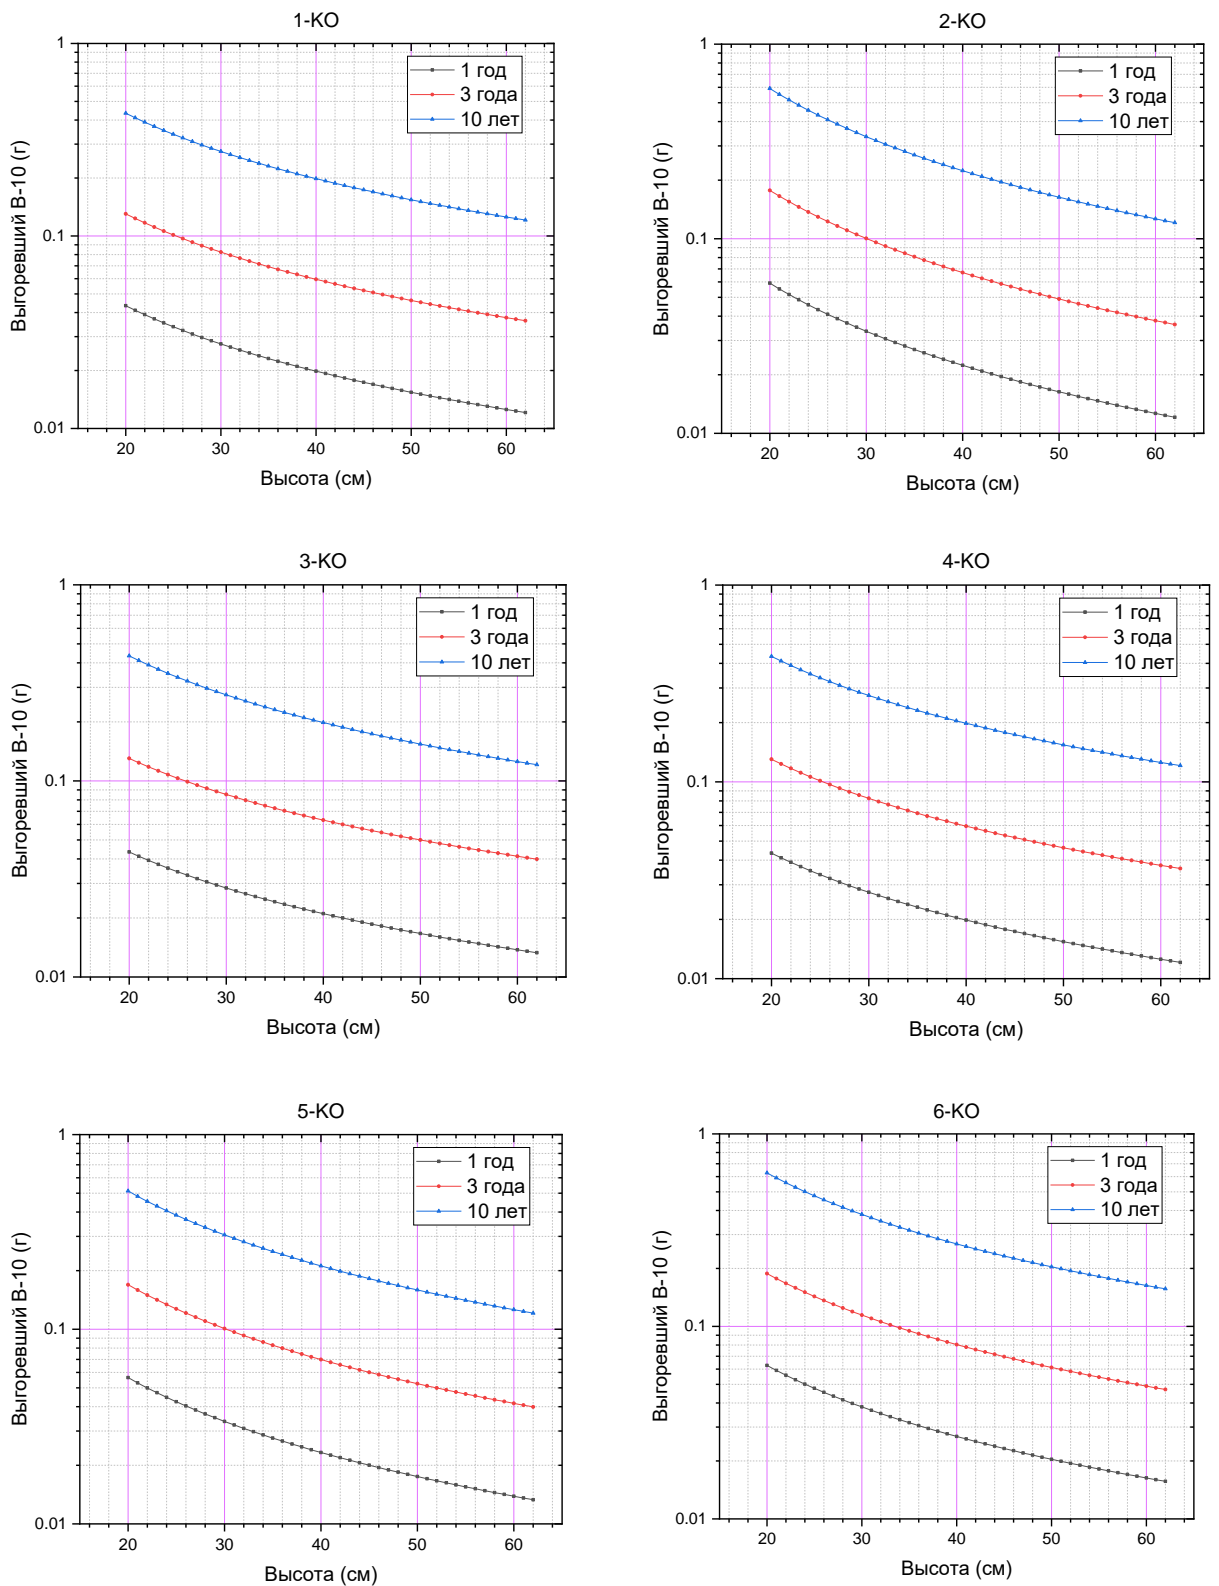 1-КО
1
0.1
0.01
Выгоревший В-10 (г)
1 год
3 года
10 лет
20 30 40 50 60
Высота (см)
2-КО
1
0.1
0.01
Выгоревший В-10 (г)
1 год
3 года
10 лет
20 30 40 50 60
Высота (см)
3-КО
1
0.1
0.01
Выгоревший В-10 (г)
1 год
3 года
10 лет
20 30 40 50 60
Высота (см)
4-КО
1
0.1
0.01
Выгоревший В-10 (г)
1 год
3 года
10 лет
20 30 40 50 60
Высота (см)
5-КО
1
0.1
0.01
Выгоревший В-10 (г)
1 год
3 года
10 лет
20 30 40 50 60
Высота (см)
6-КО
1
0.1
0.01
Выгоревший В-10 (г)
1 год
3 года
10 лет
20 30 40 50 60
Высота (см)